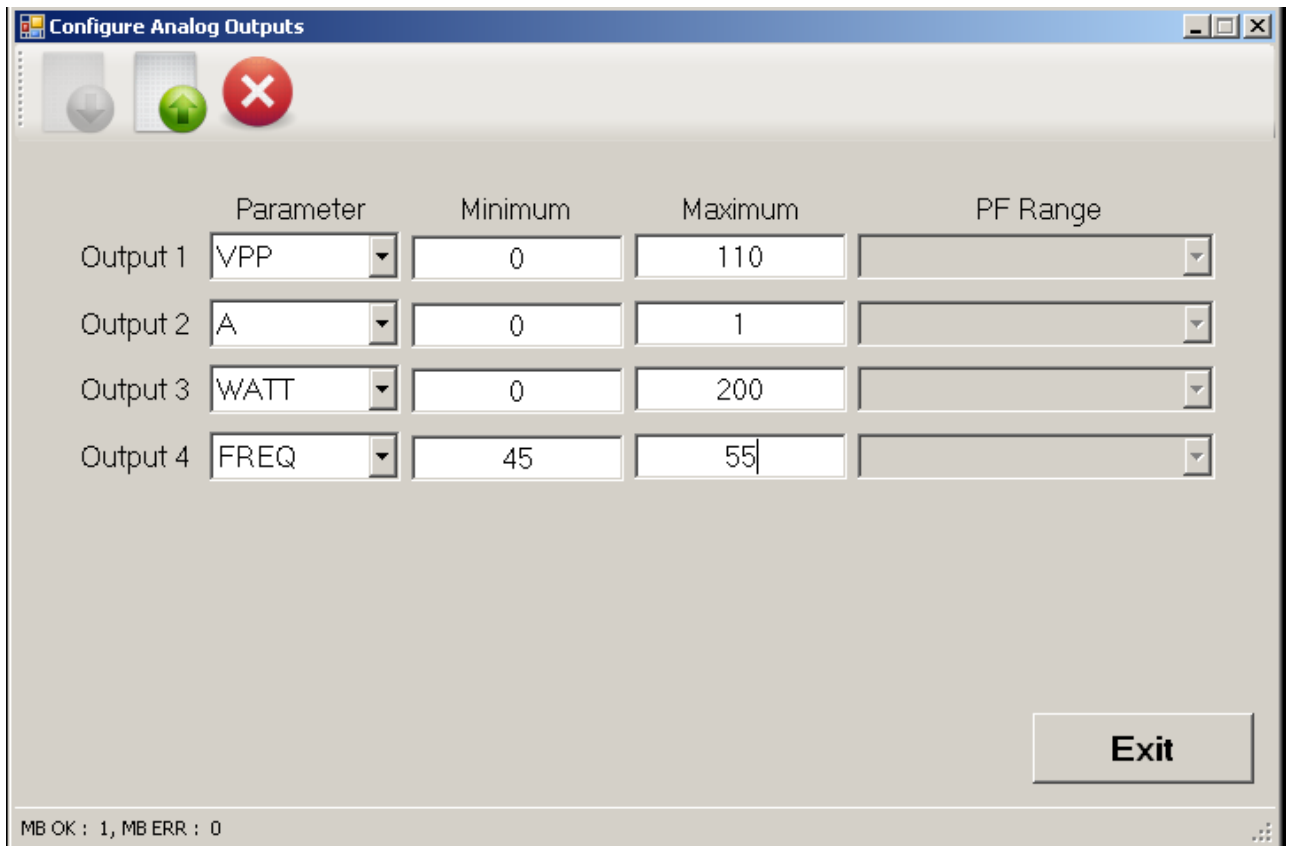 Configure Analog Outputs
Parameter Minimum Maximum PF Range
Output 1 VPP 0 110
Output 2 A 0 1
Output 3 WATT 0 200
Output 4 FREQ 45 55
Exit
MB OK : 1, MB ERR : 0